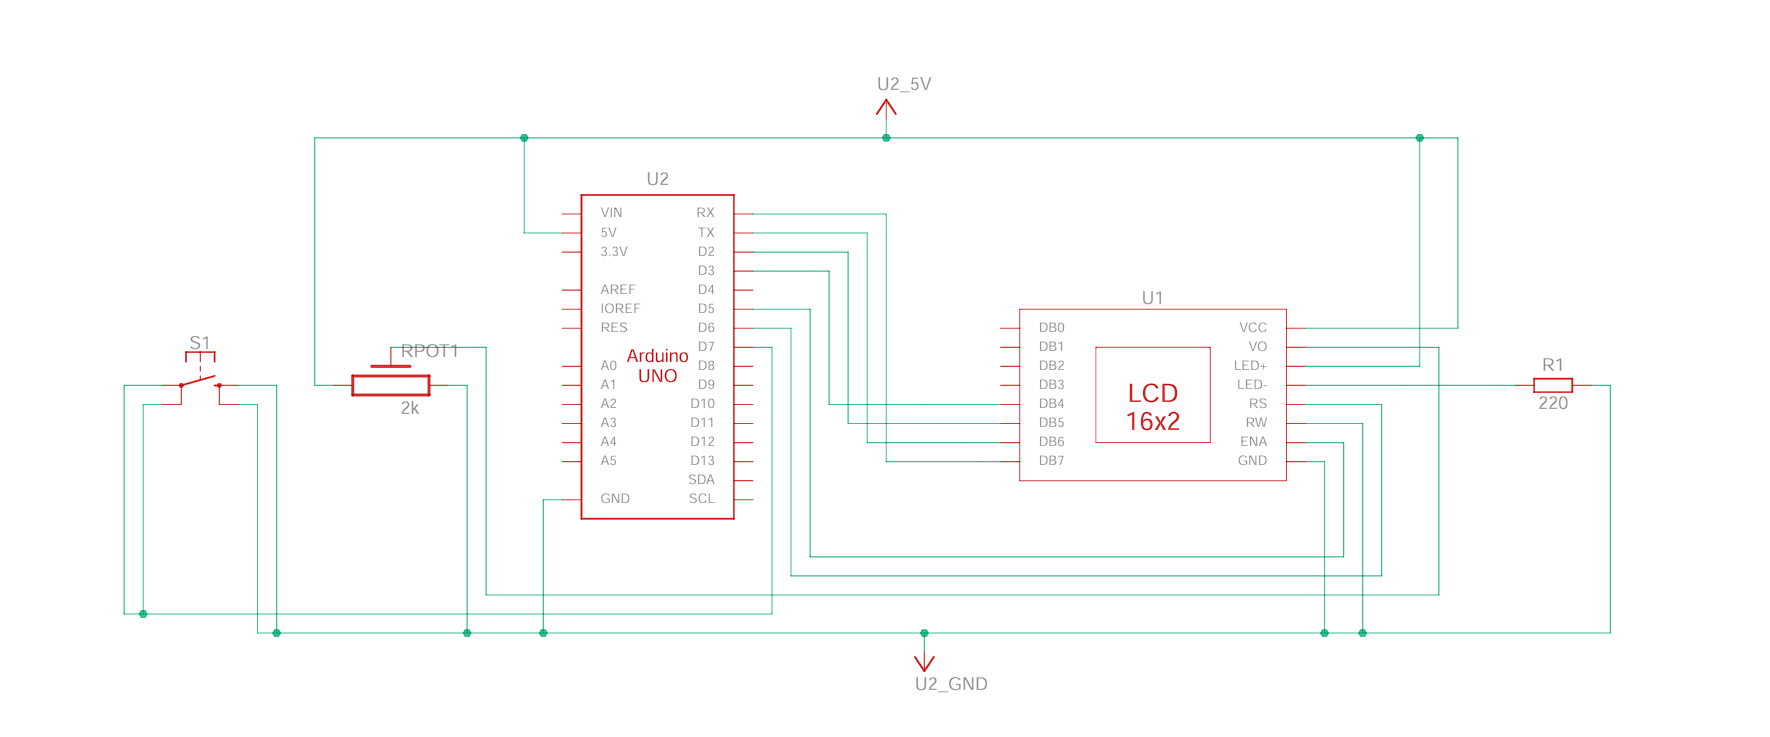 U2_5V
U2
VIN RX
5V TX
3.3V D2
D3
AREF D4
IOREF D5
RES D6
D7
A0 D8
A1 D9
A2 D10
A3 D11
A4 D12
A5 D13
SDA
GND SCL
Arduino
UNO
S1
RPOT1
2k
U1
DB0 VCC
DB1 VO
DB2 LED+
DB3 LED-
DB4 RS
DB5 RW
DB6 ENA
DB7 GND
LCD
16x2
R1
220
U2_GND